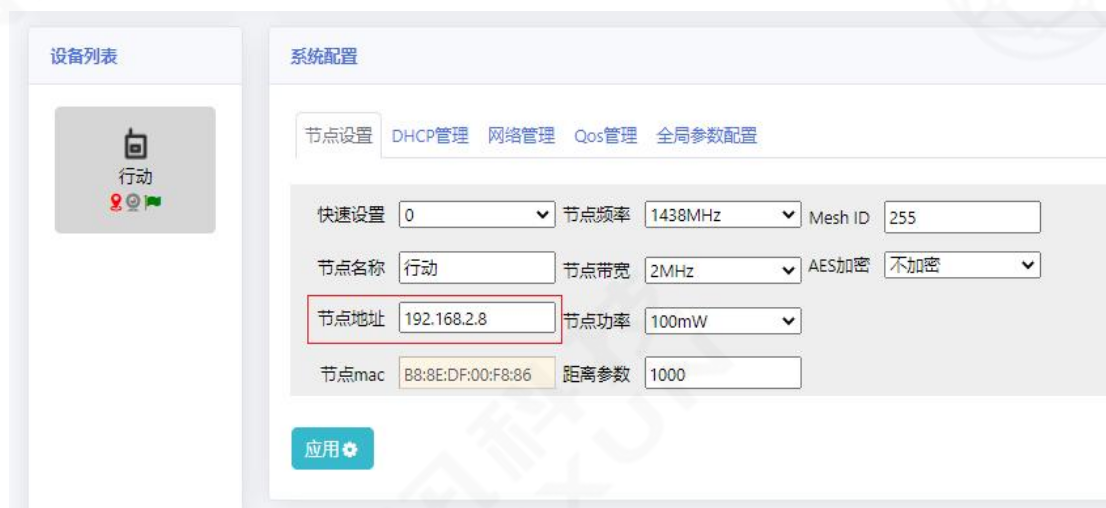 设备列表
系统配置
行动
节点设置 DHCP管理 网络管理 Qos管理 全局参数配置
快速设置 0 节点频率 1438MHz Mesh ID 255
节点名称 行动 节点带宽 2MHz AES加密 不加密
节点地址 192.168.2.8 节点功率 100mW
节点mac B8:8E:DF:00:F8:86 距离参数 1000
应用